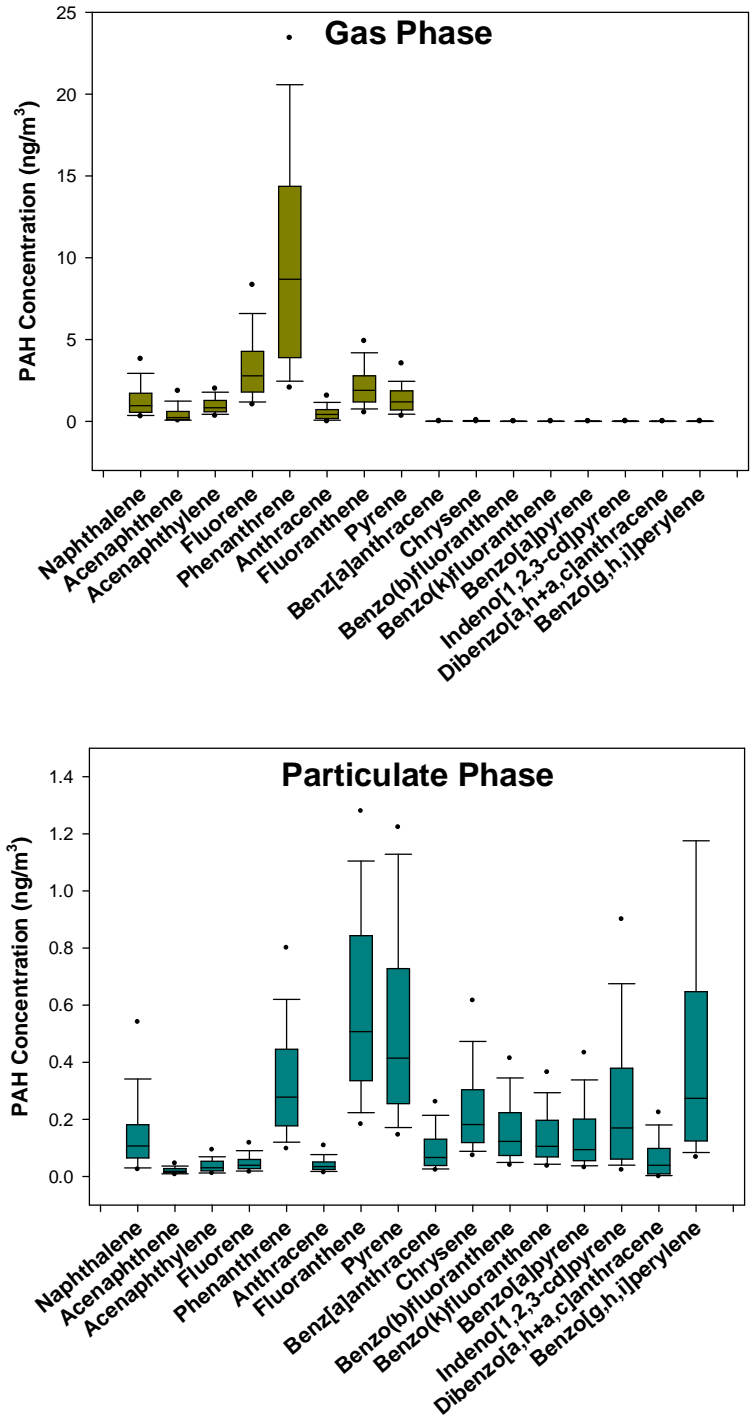 Gas Phase
PAH Concentration (ng/m³)
25
20
15
10
5
0
Naphthalene
Acenaphthene
Acenaphthylene
Fluorene
Phenanthrene
Anthracene
Fluoranthene
Pyrene
Benz[a]anthracene
Chrysene
Benzo(b)fluoranthene
Benzo(k)fluoranthene
Benzo[a]pyrene
Indeno[1,2,3-cd]pyrene
Dibenzo[a,h+a,c]anthracene
Benzo[g,h,i]perylene
Particulate Phase
PAH Concentration (ng/m³)
1.4
1.2
1.0
0.8
0.6
0.4
0.2
0.0
Naphthalene
Acenaphthene
Acenaphthylene
Fluorene
Phenanthrene
Anthracene
Fluoranthene
Pyrene
Benz[a]anthracene
Chrysene
Benzo(b)fluoranthene
Benzo(k)fluoranthene
Benzo[a]pyrene
Indeno[1,2,3-cd]pyrene
Dibenzo[a,h+a,c]anthracene
Benzo[g,h,i]perylene